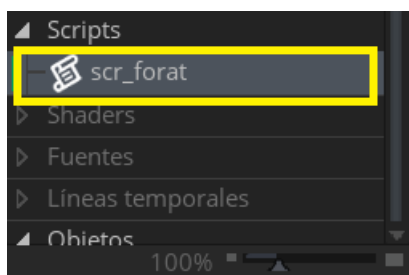 Scripts
scr_forat
Shaders
Fuentes
Líneas temporales
Objetos
100%